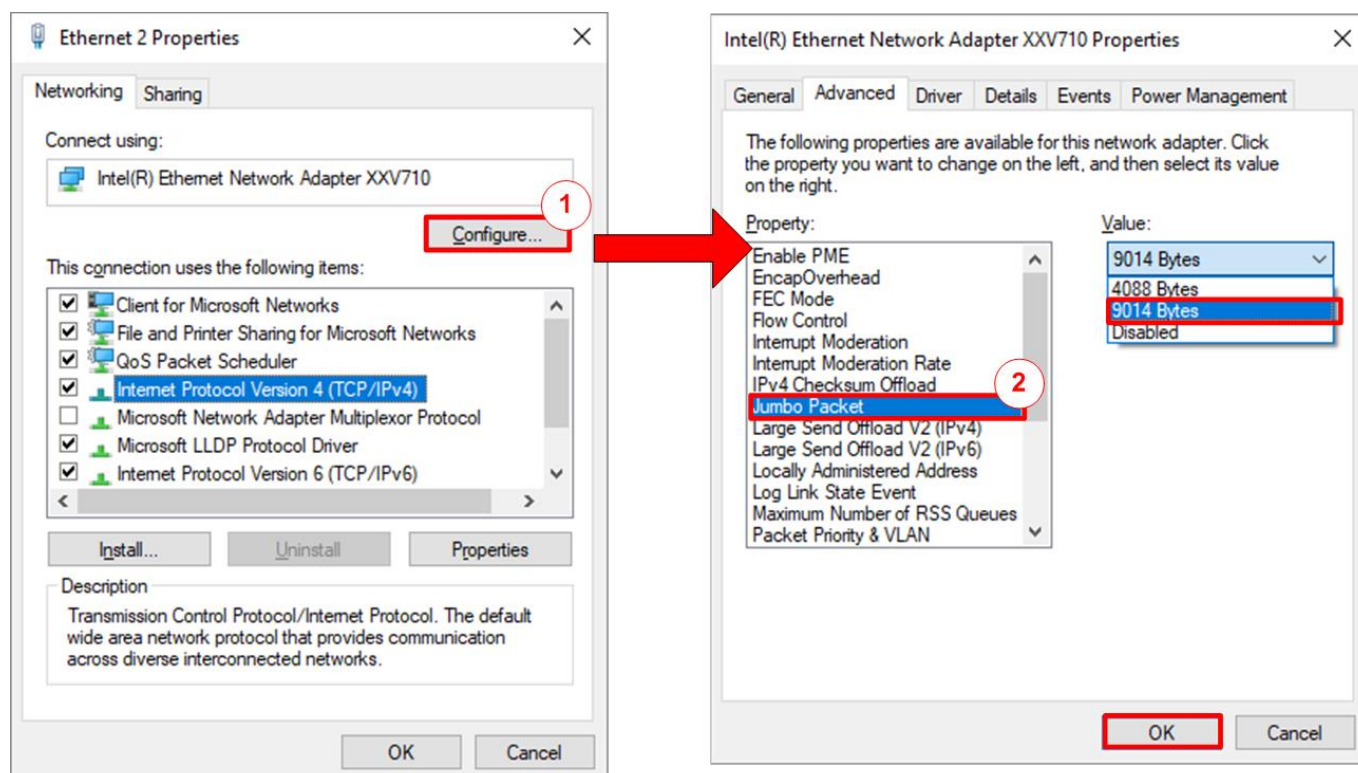 Ethernet 2 Properties
Networking Sharing
Connect using:
Intel(R) Ethernet Network Adapter XXV710
1
Configure...
This connection uses the following items:
Client for Microsoft Networks
File and Printer Sharing for Microsoft Networks
QoS Packet Scheduler
Internet Protocol Version 4 (TCP/IPv4)
Microsoft Network Adapter Multiplexor Protocol
Microsoft LLDP Protocol Driver
Internet Protocol Version 6 (TCP/IPv6)
Install... Uninstall Properties
Description
Transmission Control Protocol/Internet Protocol. The default
wide area network protocol that provides communication
across diverse interconnected networks.
OK Cancel
Intel(R) Ethernet Network Adapter XXV710 Properties
General Advanced Driver Details Events Power Management
The following properties are available for this network adapter. Click
the property you want to change on the left, and then select its value
on the right.
Property:
Enable PME
EncapOverhead
FEC Mode
Flow Control
Interrupt Moderation
Interrupt Moderation Rate
IPv4 Checksum Offload
2
Jumbo Packet
Large Send Offload V2 (IPv4)
Large Send Offload V2 (IPv6)
Locally Administered Address
Log Link State Event
Maximum Number of RSS Queues
Packet Priority & VLAN
Value:
9014 Bytes
4088 Bytes
9014 Bytes
Disabled
OK Cancel